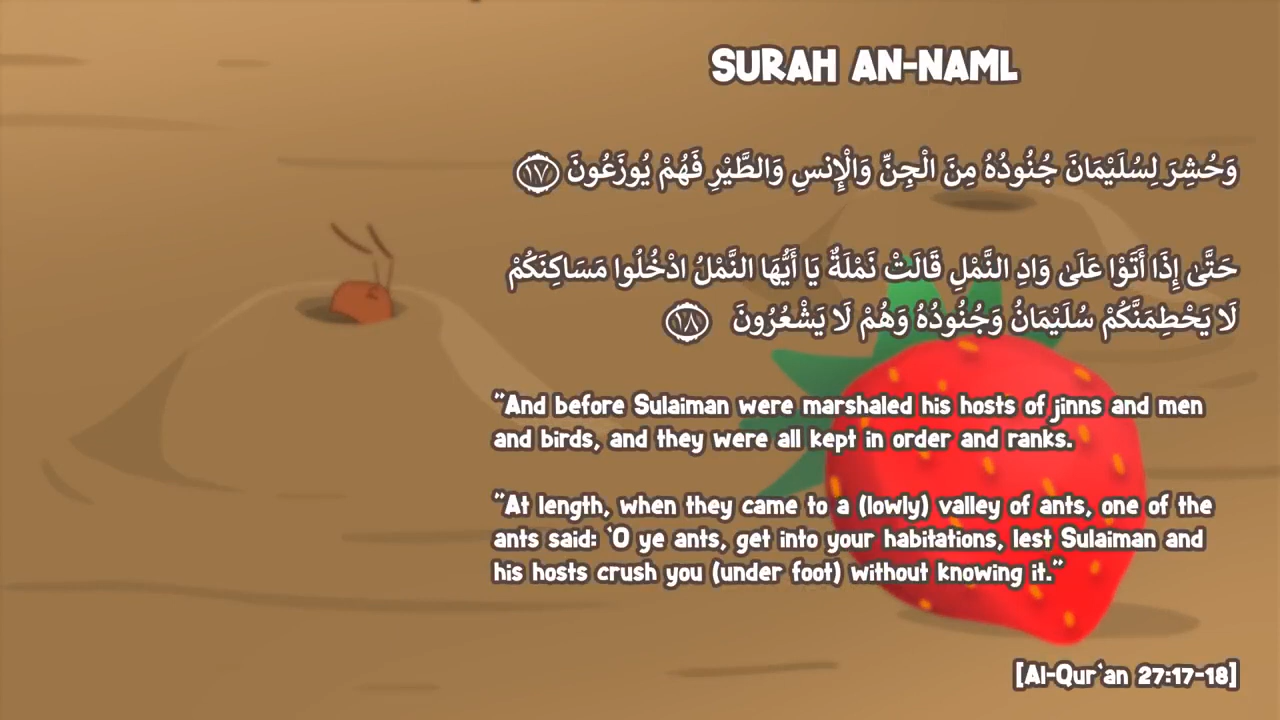 SURAH AN-NAML
وَحُشِرَ لِسُلَيْمَانَ جُنُودُهُ مِنَ الْجِنِّ وَالْإِنسِ وَالطَّيْرِ فَهُمْ يُوزَعُونَ ١٧
حَتَّىٰ إِذَا أَتَوْا عَلَىٰ وَادِ النَّمْلِ قَالَتْ نَمْلَةٌ يَا أَيُّهَا النَّمْلُ ادْخُلُوا مَسَاكِنَكُمْ
لَا يَحْطِمَنَّكُمْ سُلَيْمَانُ وَجُنُودُهُ وَهُمْ لَا يَشْعُرُونَ ١٨
"And before Sulaiman were marshaled his hosts of jinns and men
and birds, and they were all kept in order and ranks.
"At length, when they came to a (lowly) valley of ants, one of the
ants said: 'O ye ants, get into your habitations, lest Sulaiman and
his hosts crush you (under foot) without knowing it."
[Al-Qur'an 27:17-18]